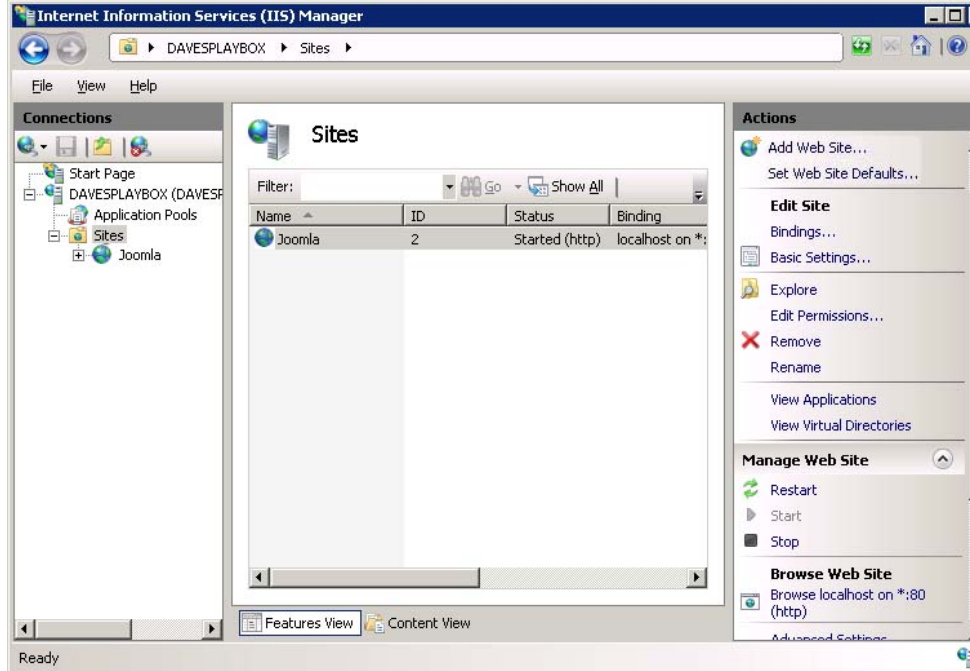 Internet Information Services (IIS) Manager
DAVESPLAYBOX Sites
File View Help
Connections
Start Page
DAVESPLAYBOX (DAVESP
Application Pools
Sites
Joomla
Sites
Filter: Go Show All
Name ID Status Binding
Joomla 2 Started (http) localhost on *:
Features View Content View
Actions
Add Web Site...
Set Web Site Defaults...
Edit Site
Bindings...
Basic Settings...
Explore
Edit Permissions...
Remove
Rename
View Applications
View Virtual Directories
Manage Web Site
Restart
Start
Stop
Browse Web Site
Browse localhost on *:80
(http)
Advanced Settings
Ready